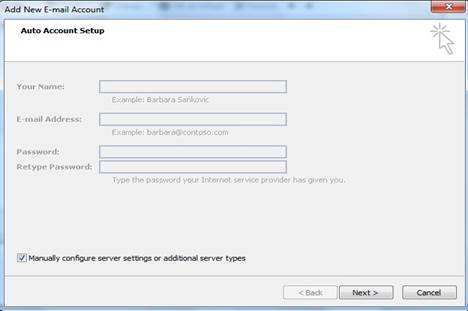 Add New E-mail Account
Auto Account Setup
Your Name:
Example: Barbara Sankovic
E-mail Address:
Example: barbara@contoso.com
Password:
Retype Password:
Type the password your Internet service provider has given you.
Manually configure server settings or additional server types
< Back Next > Cancel